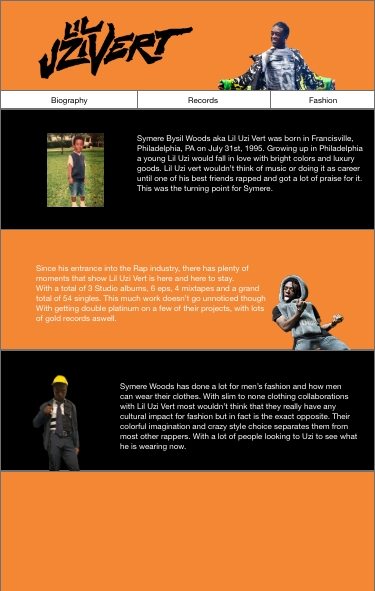 LIL
UZI VERT
Biography
Records
Fashion
Symere Bysil Woods aka Lil Uzi Vert was born in Francisville,
Philadelphia, PA on July 31st, 1995. Growing up in Philadelphia
a young Lil Uzi would fall in love with bright colors and luxury
goods. Lil Uzi vert wouldn't think of music or doing it as career
until one of his best friends rapped and got a lot of praise for it.
This was the turning point for Symere.
Since his entrance into the Rap industry, there has plenty of
moments that show Lil Uzi Vert is here and here to stay.
With a total of 3 Studio albums, 6 eps, 4 mixtapes and a grand
total of 54 singles. This much work doesn't go unnoticed though
With getting double platinum on a few of their projects, with lots
of gold records aswell.
Symere Woods has done a lot for men's fashion and how men
can wear their clothes. With slim to none clothing collaborations
with Lil Uzi Vert most wouldn't think that they really have any
cultural impact for fashion but in fact is the exact opposite. Their
colorful imagination and crazy style choice separates them from
most other rappers. With a lot of people looking to Uzi to see what
he is wearing now.